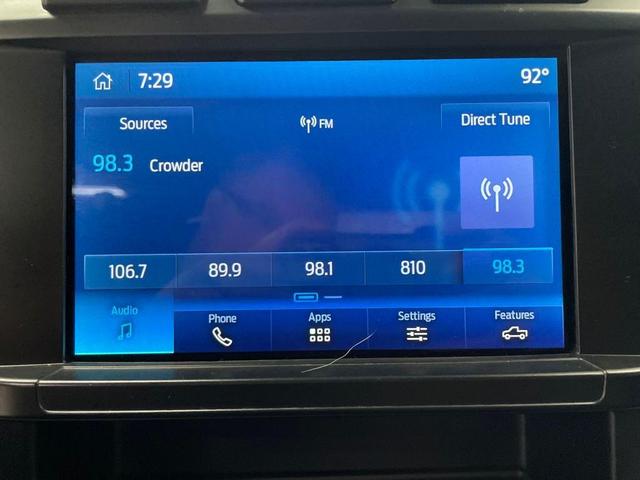 7:29 92°
Sources FM Direct Tune
98.3 Crowder
106.7 89.9 98.1 810 98.3
Audio Phone Apps Settings Features